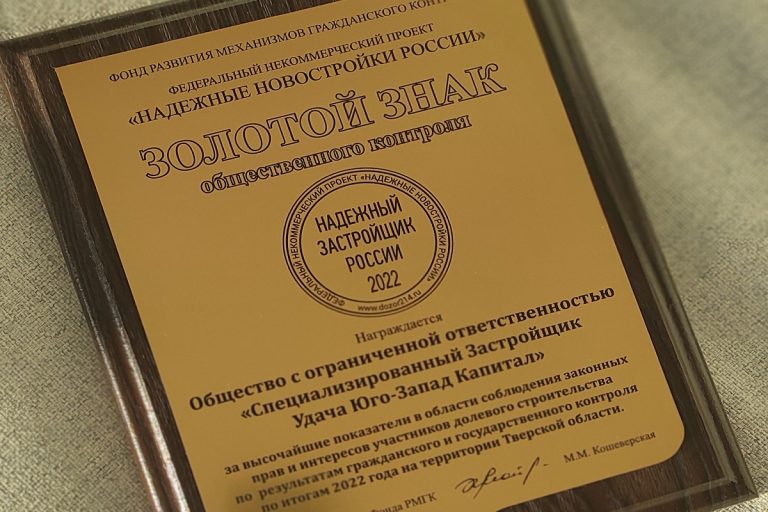 ФОНД РАЗВИТИЯ МЕХАНИЗМОВ ГРАЖДАНСКОГО КОНТ
ФЕДЕРАЛЬНЫЙ НЕКОММЕРЧЕСКИЙ ПРОЕКТ
«НАДЕЖНЫЕ НОВОСТРОЙКИ РОССИИ»
ЗОЛОТОЙ ЗНАК
общественного контроля
ФЕДЕРАЛЬНЫЙ НЕКОММЕРЧЕСКИЙ ПРОЕКТ «НАДЕЖНЫЕ НОВОСТРОЙКИ РОССИИ»
НАДЕЖНЫЙ
ЗАСТРОЙЩИК
РОССИИ
2022
www.dozor214.ru
Награждается
Общество с ограниченной ответственностью
«Специализированный Застройщик
Удача Юго-Запад Капитал»
за высочайшие показатели в области соблюдения законных
прав и интересов участников долевого строительства
по результатам гражданского и государственного контроля
по итогам 2022 года на территории Тверской области.
Фонда РМГК М.М. Кошеверская